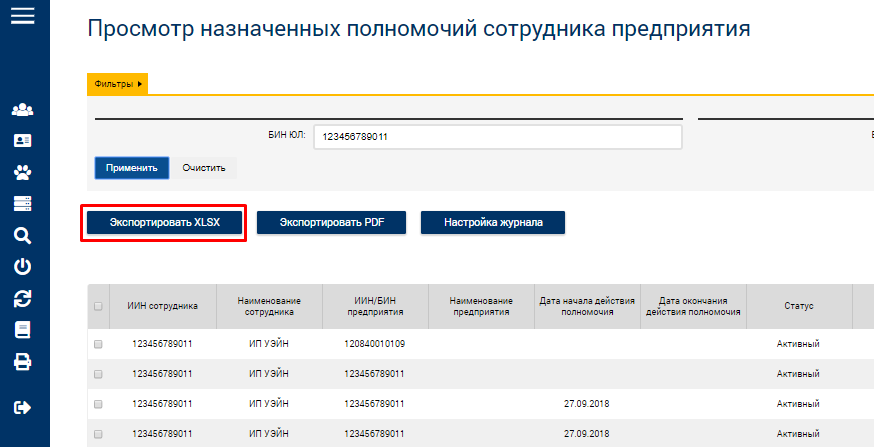 Просмотр назначенных полномочий сотрудника предприятия
Фильтры
БИН ЮЛ: 123456789011
Применить Очистить
Экспортировать XLSX Экспортировать PDF Настройка журнала
ИИН сотрудника Наименование сотрудника ИИН/БИН предприятия Наименование предприятия Дата начала действия полномочия Дата окончания действия полномочия Статус
123456789011 ИП УЭЙН 120840010109 Активный
123456789011 ИП УЭЙН 123456789011 Активный
123456789011 ИП УЭЙН 123456789011 27.09.2018 Активный
123456789011 ИП УЭЙН 123456789011 27.09.2018 Активный